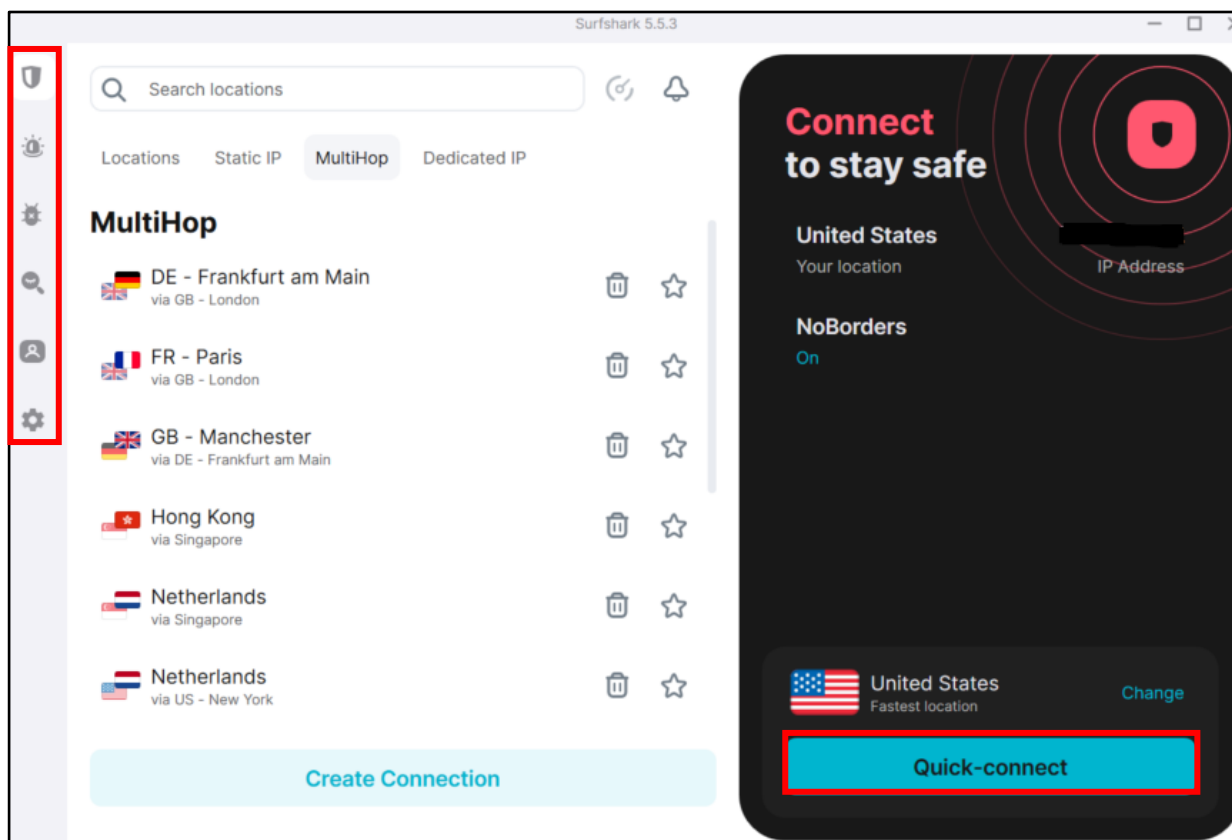 Surfshark 5.5.3
Search locations
Locations Static IP MultiHop Dedicated IP
MultiHop
DE - Frankfurt am Main
via GB - London
FR - Paris
via GB - London
GB - Manchester
via DE - Frankfurt am Main
Hong Kong
via Singapore
Netherlands
via Singapore
Netherlands
via US - New York
Create Connection
Connect
to stay safe
United States
Your location
IP Address
NoBorders
On
United States
Fastest location
Change
Quick-connect